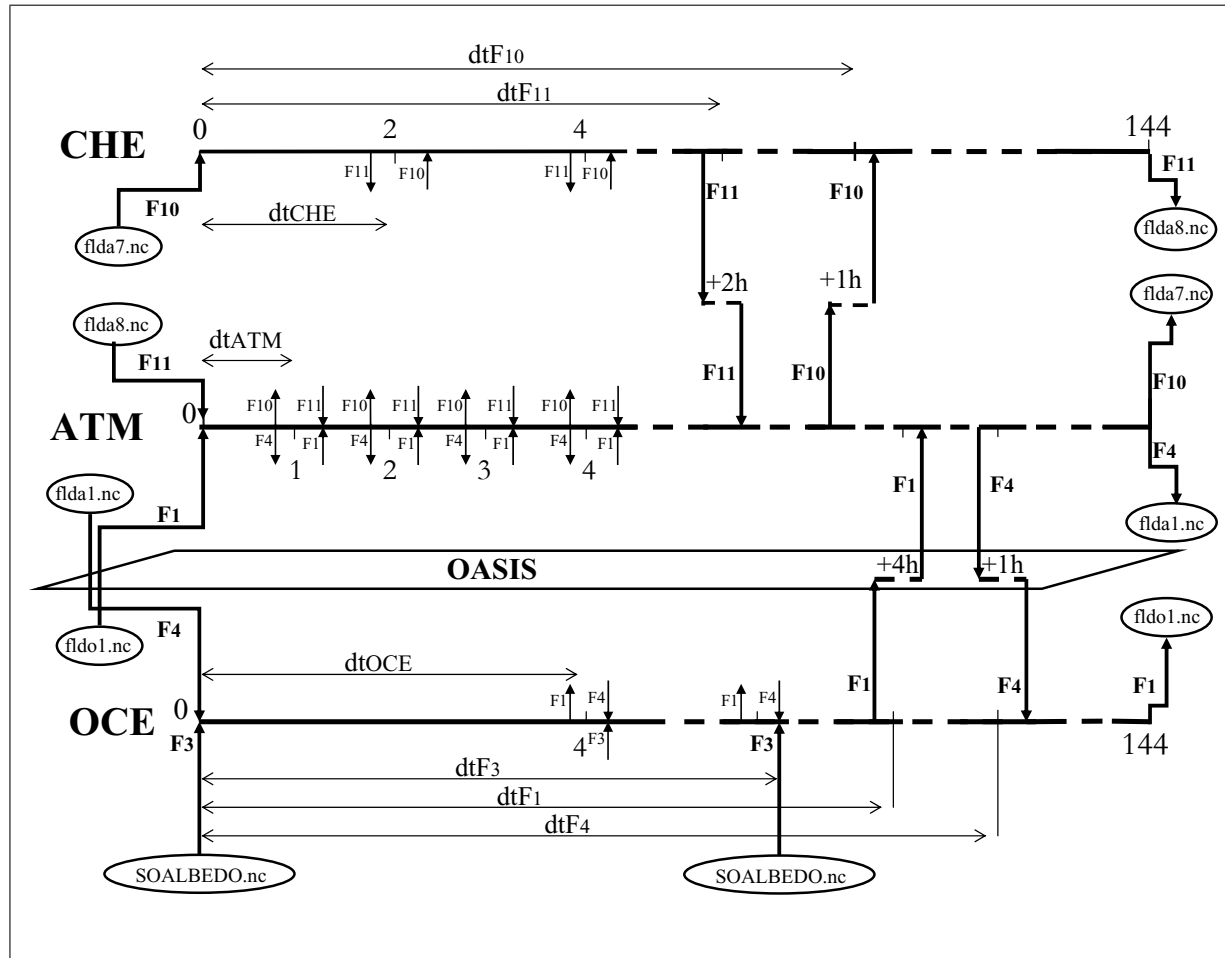 dtF10
dtF11
0 2 4 144
CHE
F11 F10 F11 F10 F11 F10 F11
F10
dtCHE
flda7.nc flda8.nc
+2h +1h
flda7.nc
flda8.nc
dtATM
F11 F11 F10 F10
0 F10 F11 F10 F11 F10 F11 F10 F11
ATM
F4 F1 F4 F1 F4 F1 F4 F1 F4
1 2 3 4
F1 F4
flda1.nc
F1 flda1.nc
+4h +1h
OASIS
fldo1.nc
F4
fldo1.nc
dtOCE
F1 F4 F1 F4 F1 F4 F1
0
OCE
F3 4 F3 F3 144
dtF3
dtF1
dtF4
SOALBEDO.nc SOALBEDO.nc